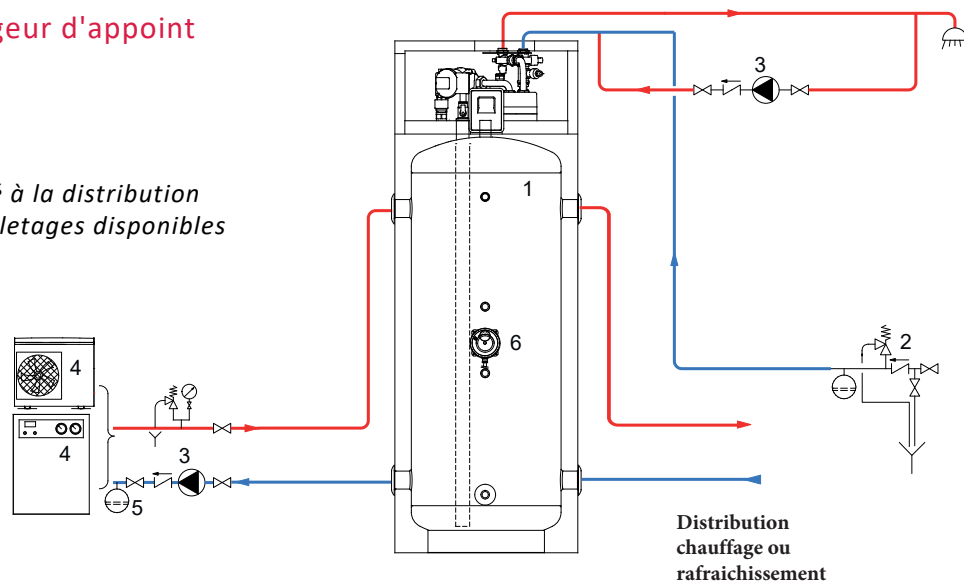 geur d'appoint
3
à la distribution
letages disponibles
1
2
6
4
4
3
5
Distribution
chauffage ou
rafraichissement